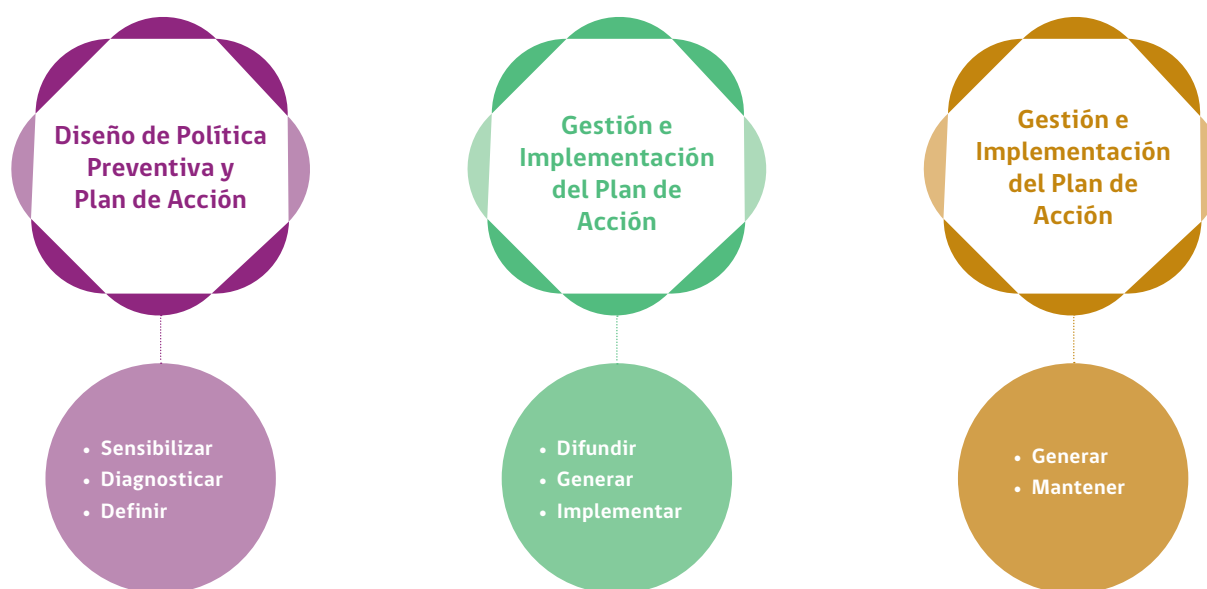 Diseño de Política
Preventiva y
Plan de Acción
Gestión e
Implementación
del Plan de
Acción
Gestión e
Implementación
del Plan de
Acción
• Sensibilizar
• Diagnosticar
• Definir
• Difundir
• Generar
• Implementar
• Generar
• Mantener